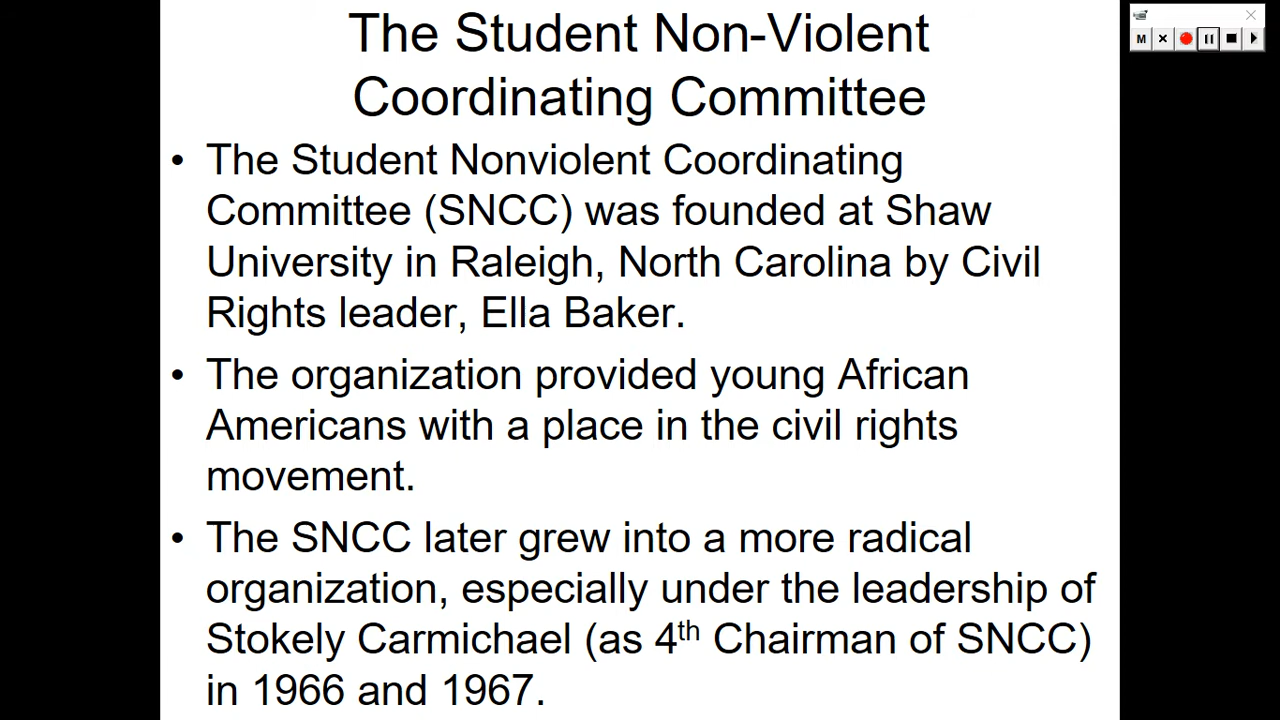 The Student Non-Violent
Coordinating Committee
• The Student Nonviolent Coordinating
Committee (SNCC) was founded at Shaw
University in Raleigh, North Carolina by Civil
Rights leader, Ella Baker.
• The organization provided young African
Americans with a place in the civil rights
movement.
• The SNCC later grew into a more radical
organization, especially under the leadership of
Stokely Carmichael (as 4th Chairman of SNCC)
in 1966 and 1967.
M